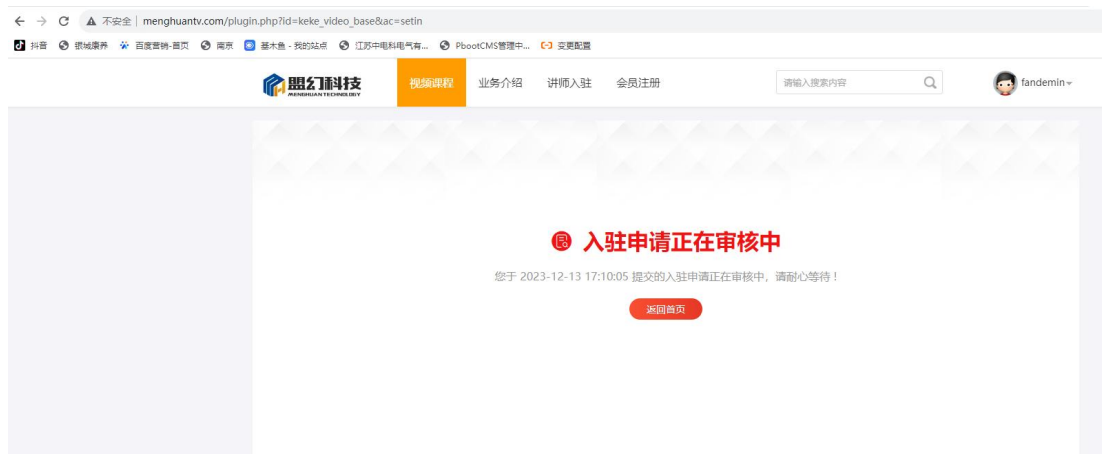 不安全 | menghuantv.com/plugin.php?id=keke_video_base&ac=setin
抖音 银城康养 百度营销-首页 南京 基木鱼 - 我的站点 江苏中电科电气有... PbootCMS管理中... 变更配置
盟幻科技 视频课程 业务介绍 讲师入驻 会员注册 请输入搜索内容 fandemin
MENGHUAN TECHNOLOGY
入驻申请正在审核中
您于 2023-12-13 17:10:05 提交的入驻申请正在审核中，请耐心等待！
返回首页